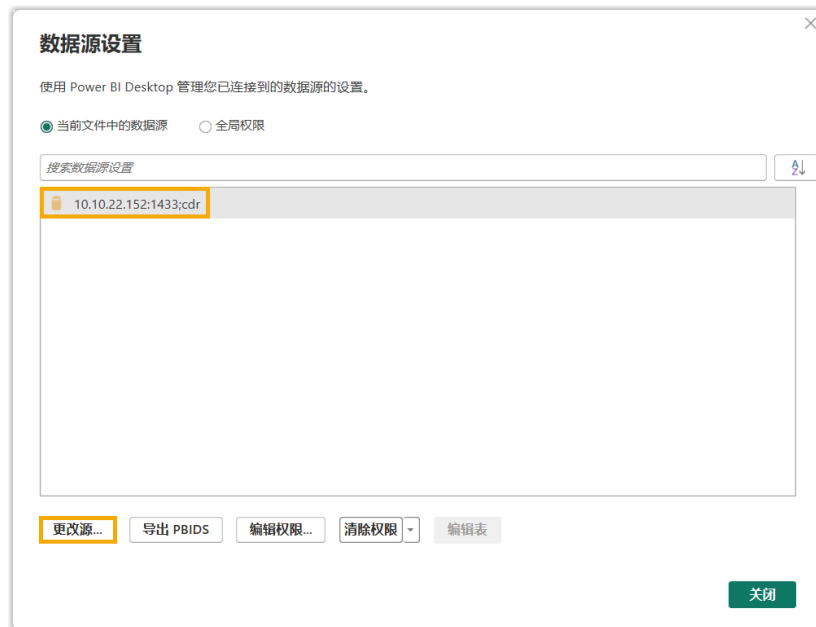 数据源设置
使用 Power BI Desktop 管理您已连接到的数据源的设置。
当前文件中的数据源 全局权限
搜索数据源设置
AZ↓
10.10.22.152:1433;cdr
更改源... 导出 PBIDS 编辑权限... 清除权限 编辑表
关闭